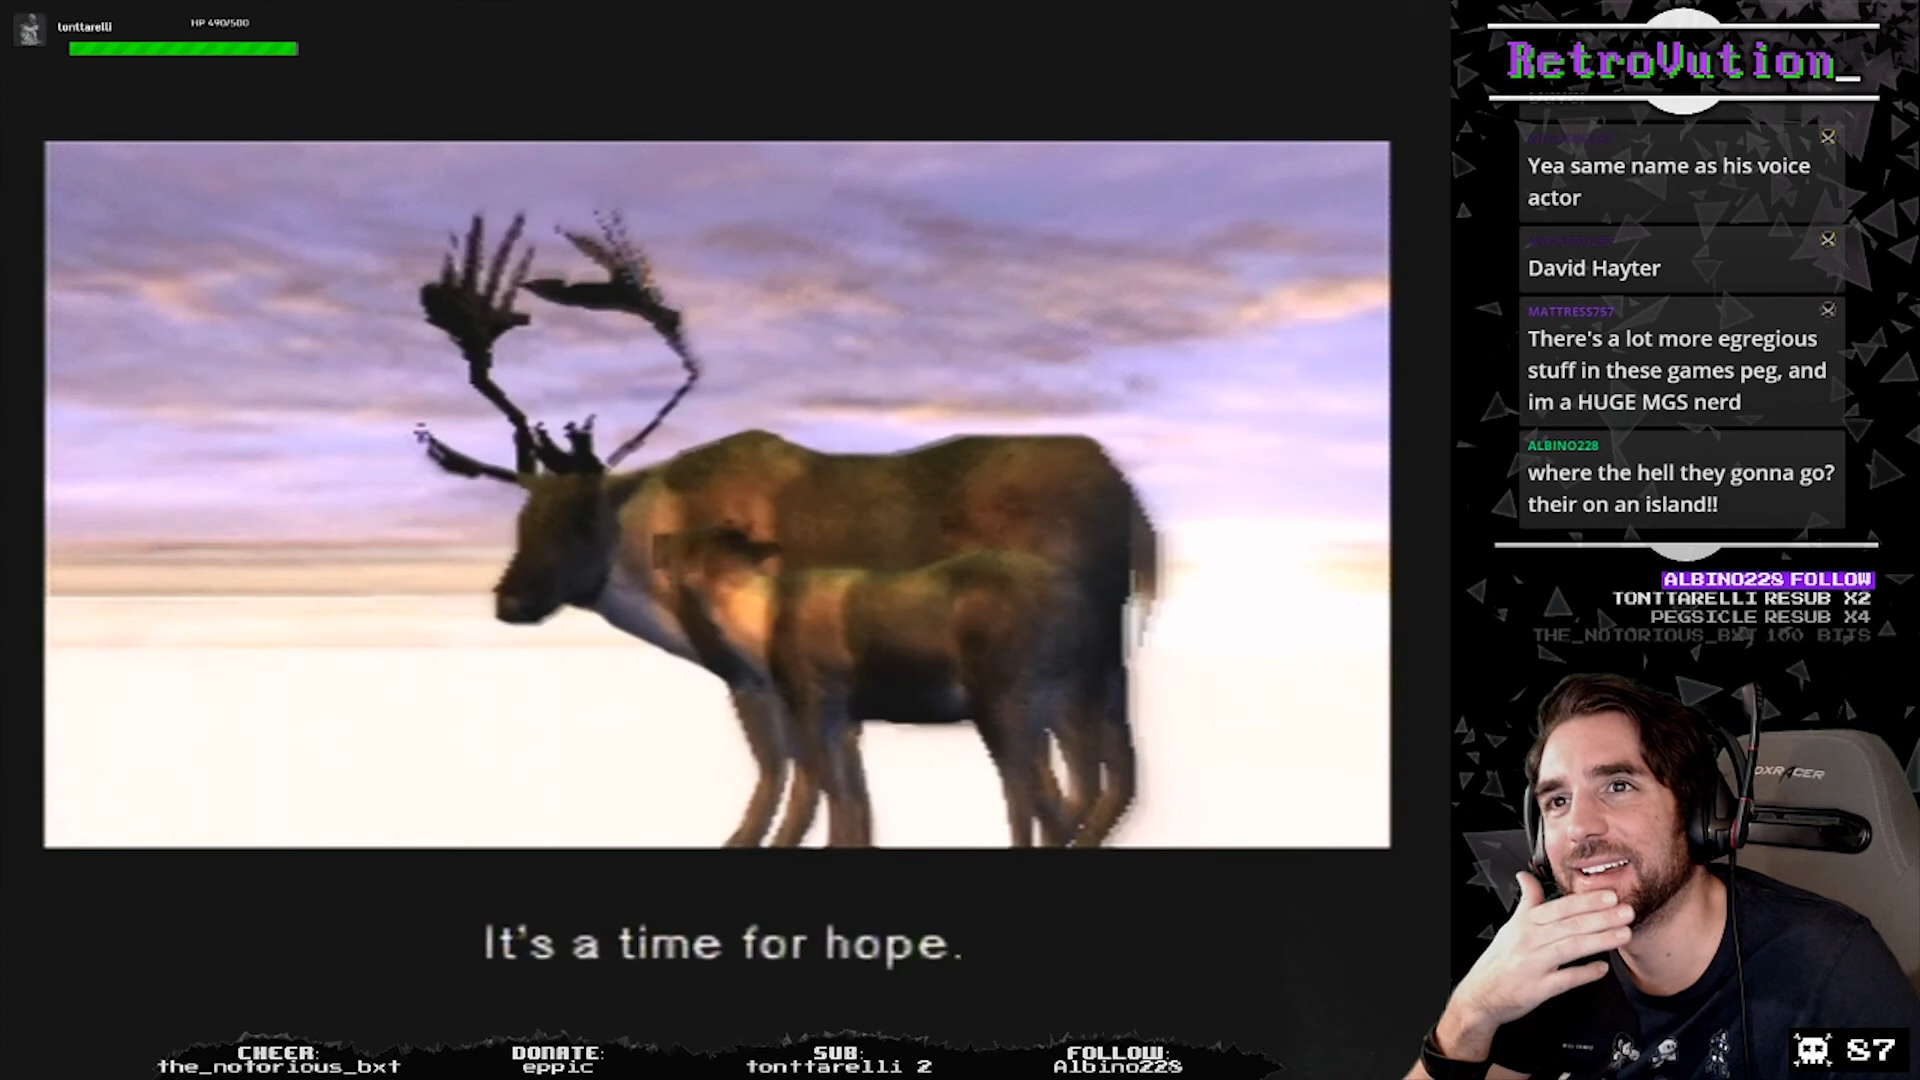 tonttarelli
HP 490/500
RetroVution_
Yea same name as his voice
actor
David Hayter
MATTRESS757
There's a lot more egregious
stuff in these games peg, and
im a HUGE MGS nerd
ALBINO228
where the hell they gonna go?
their on an island!!
ALBINO228 FOLLOW
TONTTARELLI RESUB X2
PEGSICLE RESUB X4
THE_NOTORIOUS_BXT 100 BITS
DXRACER
It's a time for hope.
CHEER:
the_notorious_bxt
DONATE:
eppic
SUB:
tonttarelli 2
FOLLOW:
Albino228
87